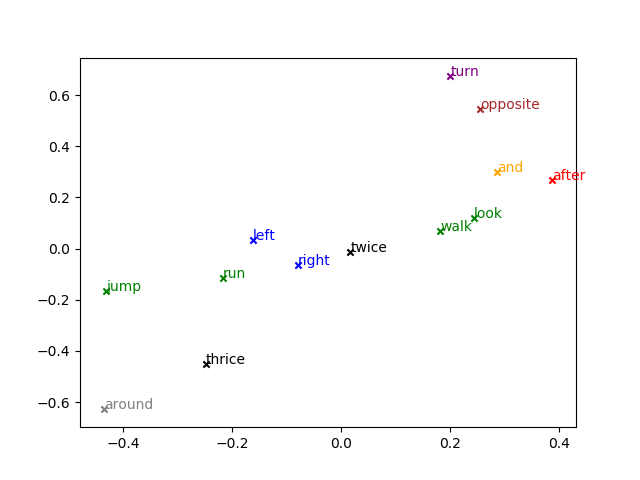 turn
opposite
0.6
0.4
and
after
0.2
look
walk
left
twice
0.0
right
run
jump
−0.2
thrice
−0.4
around
−0.6
−0.4
−0.2
0.0
0.2
0.4